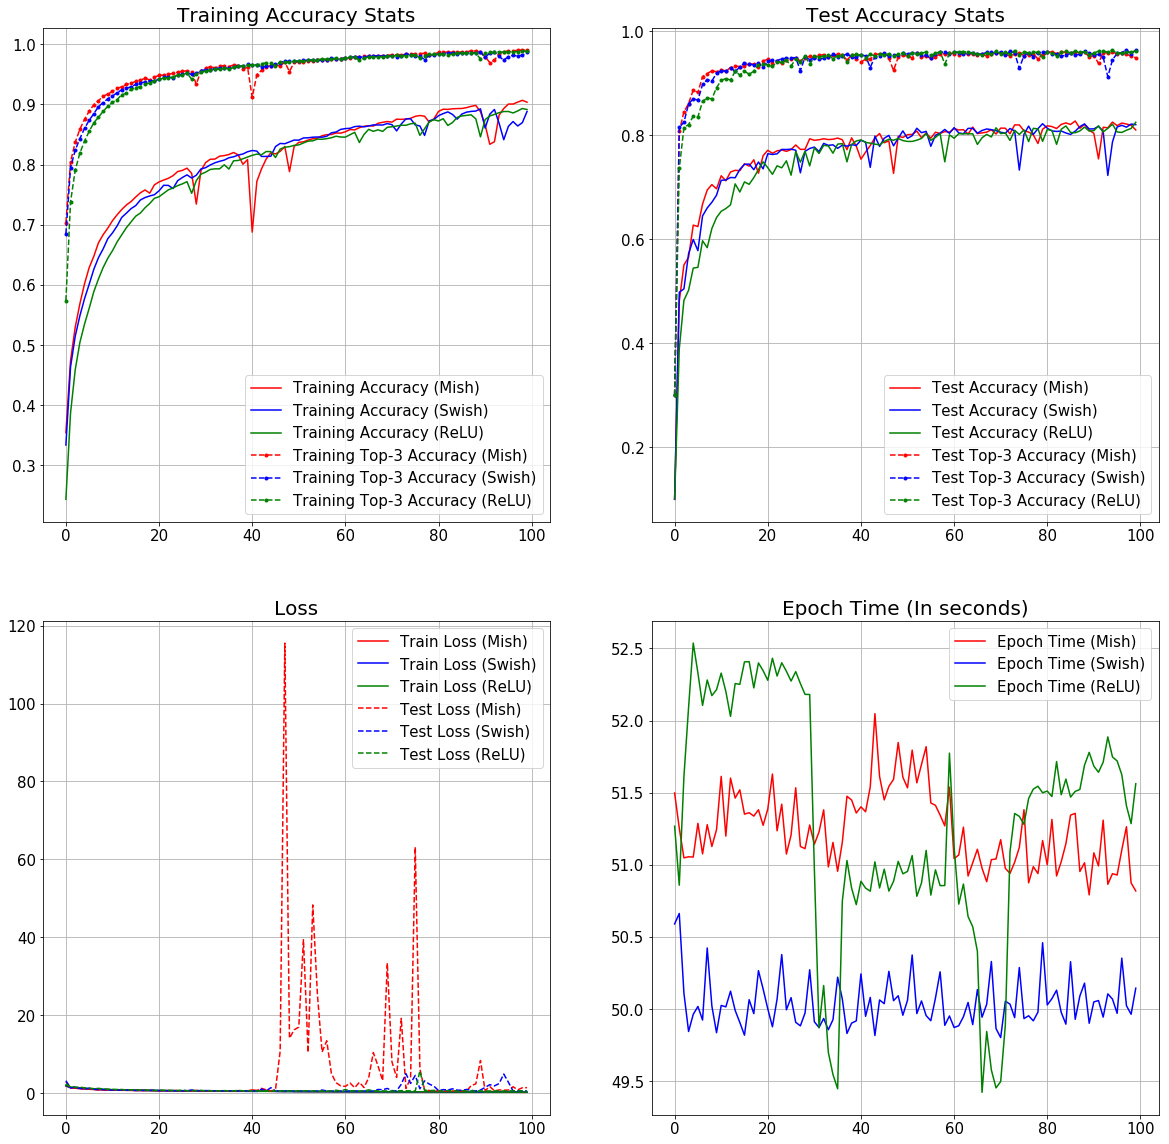 Training Accuracy Stats
1.0
0.9
0.8
0.7
0.6
0.5
0.4
0.3
Training Accuracy (Mish)
Training Accuracy (Swish)
Training Accuracy (ReLU)
Training Top-3 Accuracy (Mish)
Training Top-3 Accuracy (Swish)
Training Top-3 Accuracy (ReLU)
0 20 40 60 80 100
Test Accuracy Stats
1.0
0.8
0.6
0.4
0.2
Test Accuracy (Mish)
Test Accuracy (Swish)
Test Accuracy (ReLU)
Test Top-3 Accuracy (Mish)
Test Top-3 Accuracy (Swish)
Test Top-3 Accuracy (ReLU)
0 20 40 60 80 100
Loss
120
100
80
60
40
20
0
Train Loss (Mish)
Train Loss (Swish)
Train Loss (ReLU)
Test Loss (Mish)
Test Loss (Swish)
Test Loss (ReLU)
0 20 40 60 80 100
Epoch Time (In seconds)
52.5
52.0
51.5
51.0
50.5
50.0
49.5
Epoch Time (Mish)
Epoch Time (Swish)
Epoch Time (ReLU)
0 20 40 60 80 100